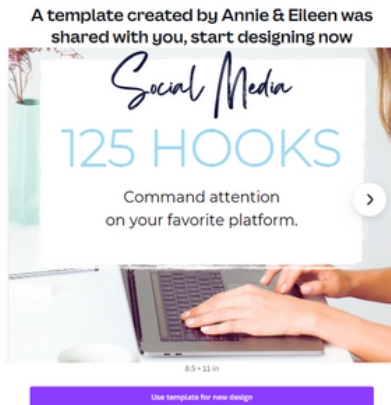 A template created by Annie & Eileen was
shared with you, start designing now
Social Media
125 HOOKS
Command attention
on your favorite platform.
8.5 × 11 in
Use template for new design